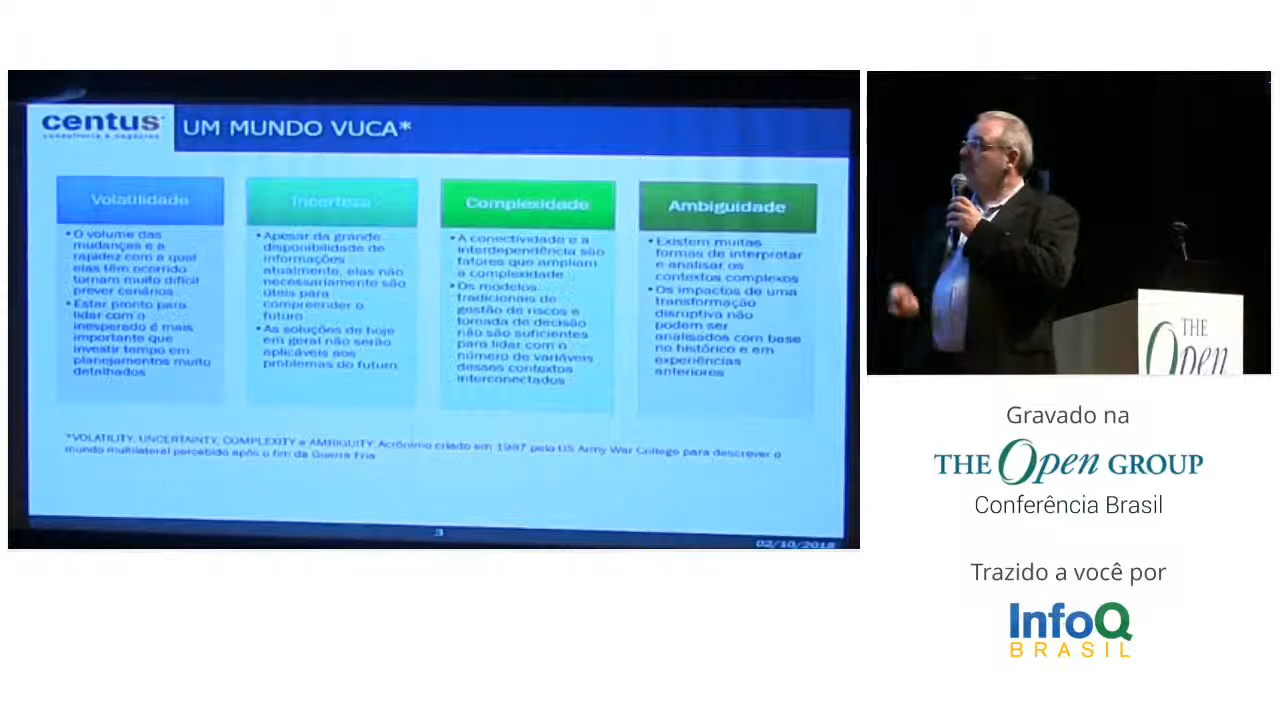 centus
consultoria e negócios
UM MUNDO VUCA*
Volatilidade
• O volume das
mudanças e a
rapidez com a qual
elas têm ocorrido
tornam muito difícil
prever cenários
• Estar pronto para
lidar com o
inesperado é mais
importante que
investir tempo em
planejamentos muito
detalhados
Incerteza
• Apesar da grande
disponibilidade de
informações
atualmente, elas não
necessariamente são
úteis para
compreender o
futuro
• As soluções de hoje
em geral não serão
aplicáveis aos
problemas do futuro
Complexidade
• A conectividade e a
interdependência são
fatores que ampliam
a complexidade
• Os modelos
tradicionais de
gestão de riscos e
tomada de decisão
não são suficientes
para lidar com o
número de variáveis
desses contextos
interconectados
Ambiguidade
• Existem muitas
formas de interpretar
e analisar os
contextos complexos
• Os impactos de uma
transformação
disruptiva não
podem ser
analisados com base
no histórico e em
experiências
anteriores
*VOLATILITY, UNCERTAINTY, COMPLEXITY e AMBIGUITY: Acrônimo criado em 1987 pelo US Army War College para descrever o
mundo multilateral percebido após o fim da Guerra Fria
3
02/10/2018
THE
Open
Gravado na
THE Open GROUP
Conferência Brasil
Trazido a você por
InfoQ
BRASIL